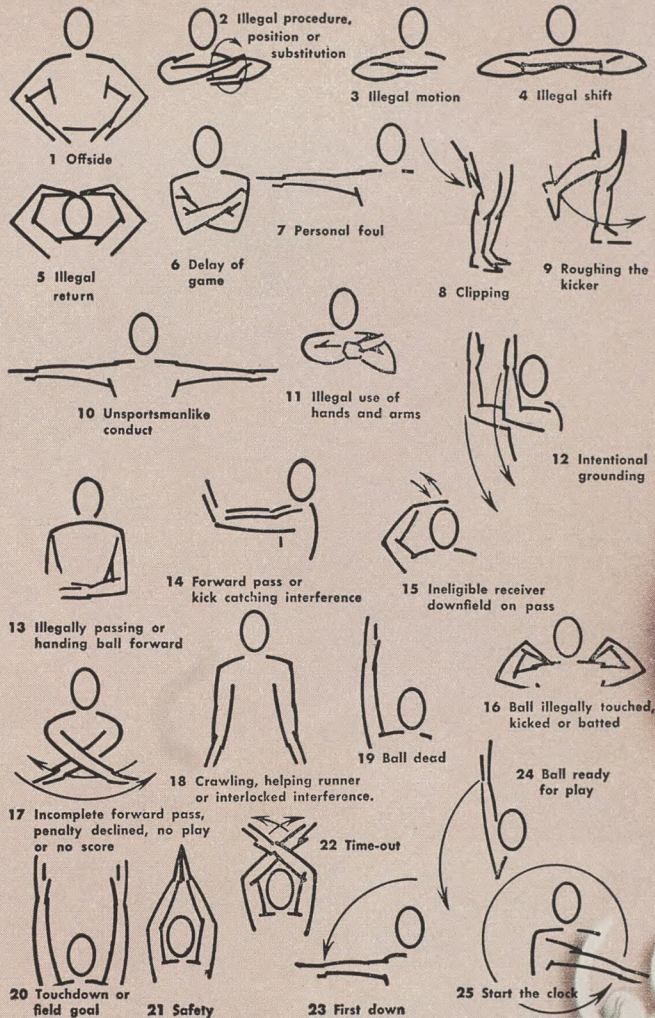 1 Offside
2 Illegal procedure,
position or
substitution
3 Illegal motion
4 Illegal shift
5 Illegal
return
6 Delay of
game
7 Personal foul
8 Clipping
9 Roughing the
kicker
10 Unsportsmanlike
conduct
11 Illegal use of
hands and arms
12 Intentional
grounding
13 Illegally passing or
handing ball forward
14 Forward pass or
kick catching interference
15 Ineligible receiver
downfield on pass
16 Ball illegally touched,
kicked or batted
17 Incomplete forward pass,
penalty declined, no play
or no score
18 Crawling, helping runner
or interlocked interference.
19 Ball dead
20 Touchdown or
field goal
21 Safety
22 Time-out
23 First down
24 Ball ready
for play
25 Start the clock